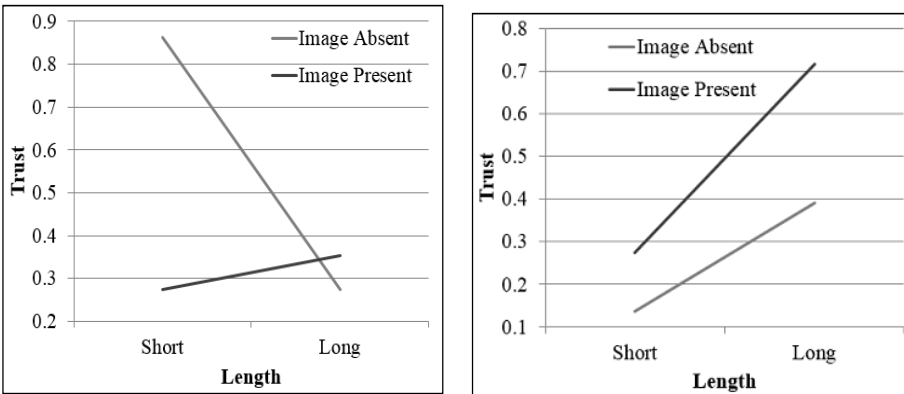 0.9
0.8
0.7
0.6
0.5
0.4
0.3
0.2
Trust
Image Absent
Image Present
Short Long
Length
0.8
0.7
0.6
0.5
0.4
0.3
0.2
0.1
Trust
Image Absent
Image Present
Short Long
Length